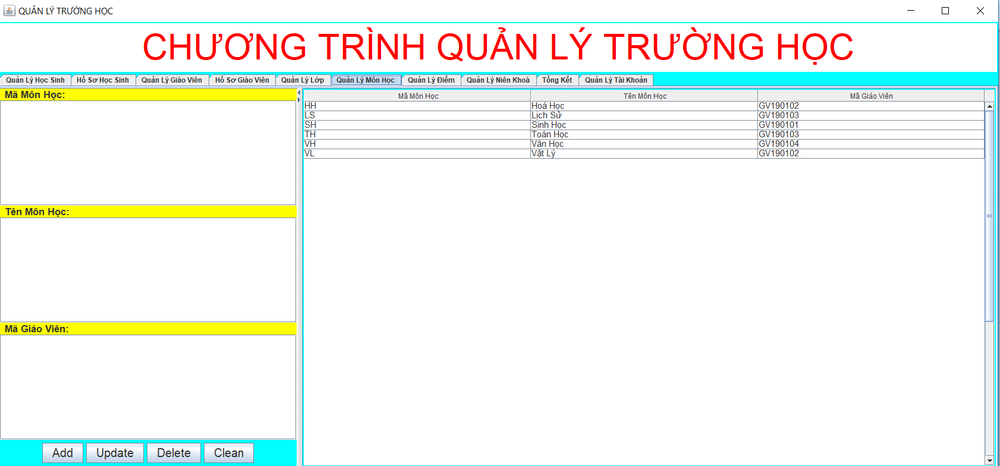 QUẢN LÝ TRƯỜNG HỌC
CHƯƠNG TRÌNH QUẢN LÝ TRƯỜNG HỌC
Quản Lý Học Sinh Hồ Sơ Học Sinh Quản Lý Giáo Viên Hồ Sơ Giáo Viên Quản Lý Lớp Quản Lý Môn Học Quản Lý Điểm Quản Lý Niên Khoá Tổng Kết Quản Lý Tài Khoản
Mã Môn Học:
Tên Môn Học:
Mã Giáo Viên:
Add Update Delete Clean
Mã Môn Học Tên Môn Học Mã Giáo Viên
HH Hoá Học GV190102
LS Lịch Sử GV190103
SH Sinh Học GV190101
TH Toán Học GV190103
VH Văn Học GV190104
VL Vật Lý GV190102